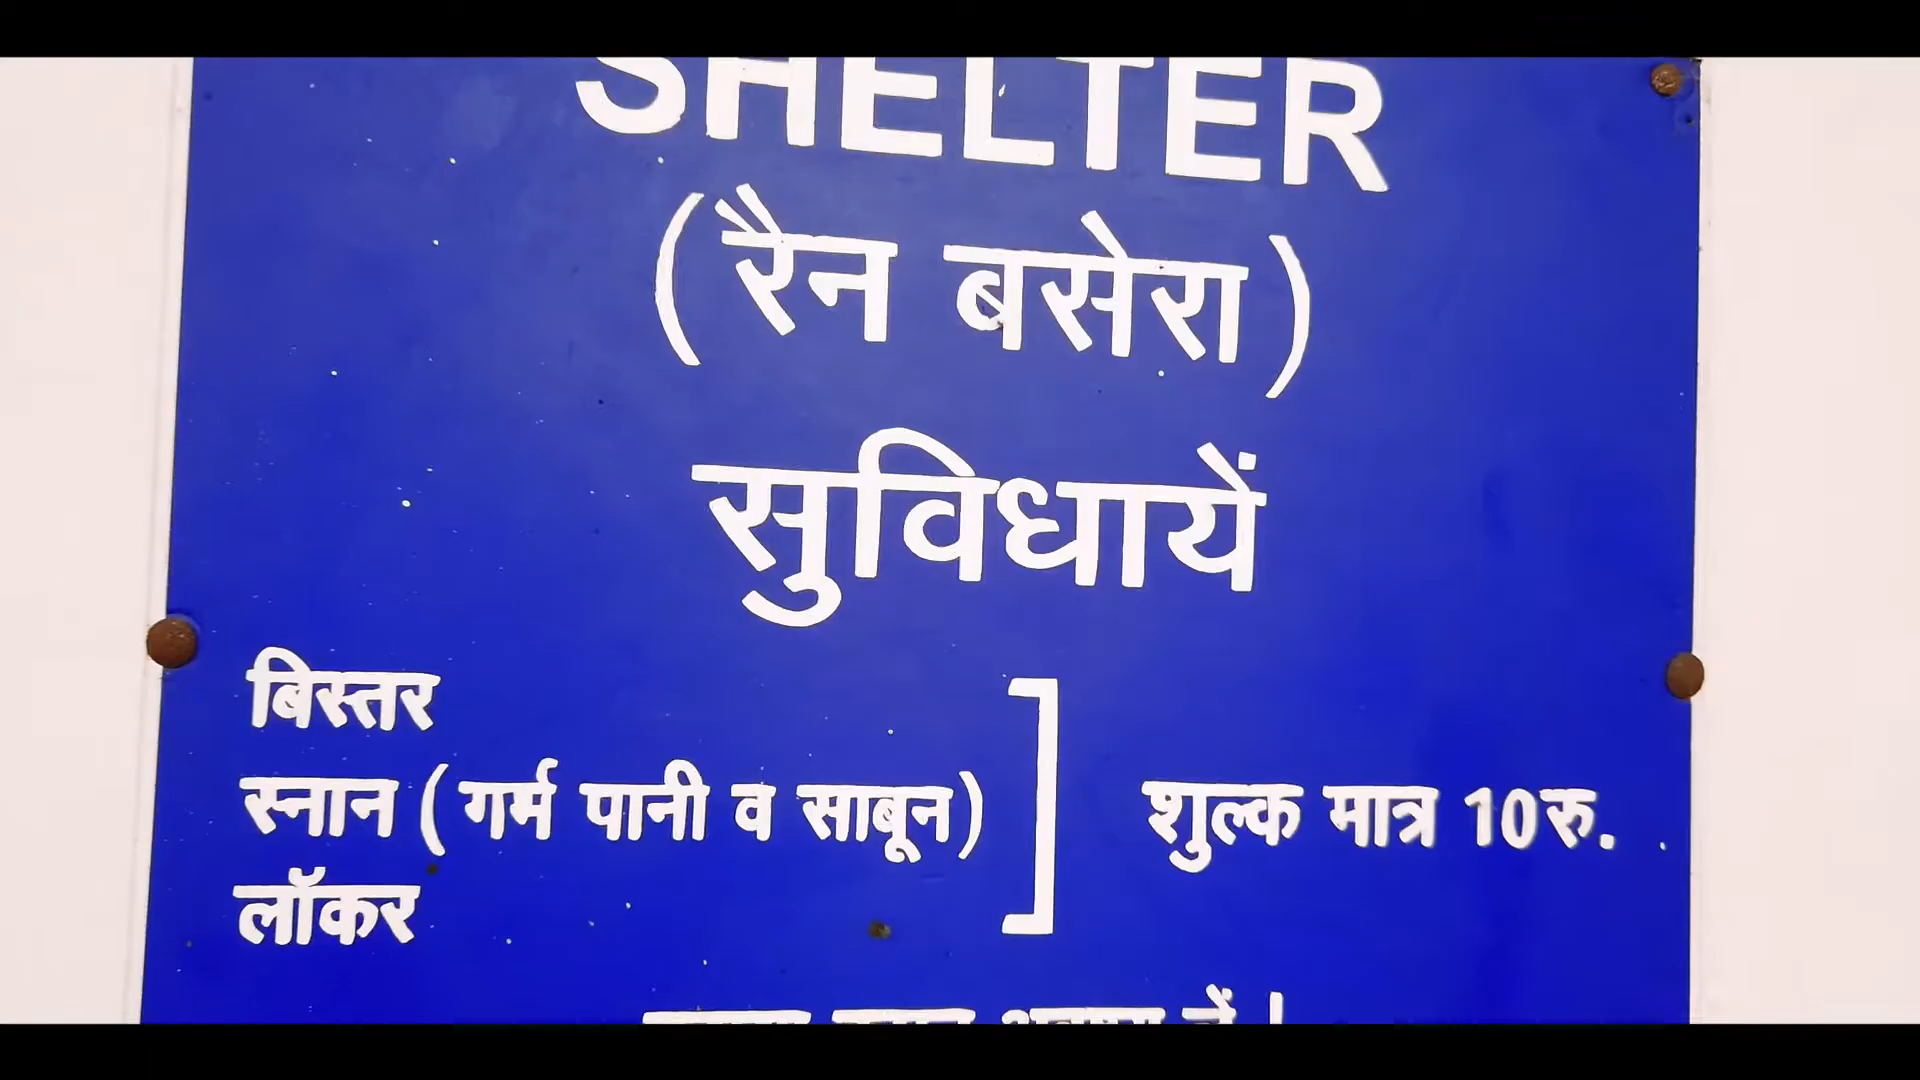 SHELTER
(रैन बसेरा)
सुविधायें
बिस्तर
स्नान (गर्म पानी व साबुन) ] शुल्क मात्र 10रु.
लॉकर